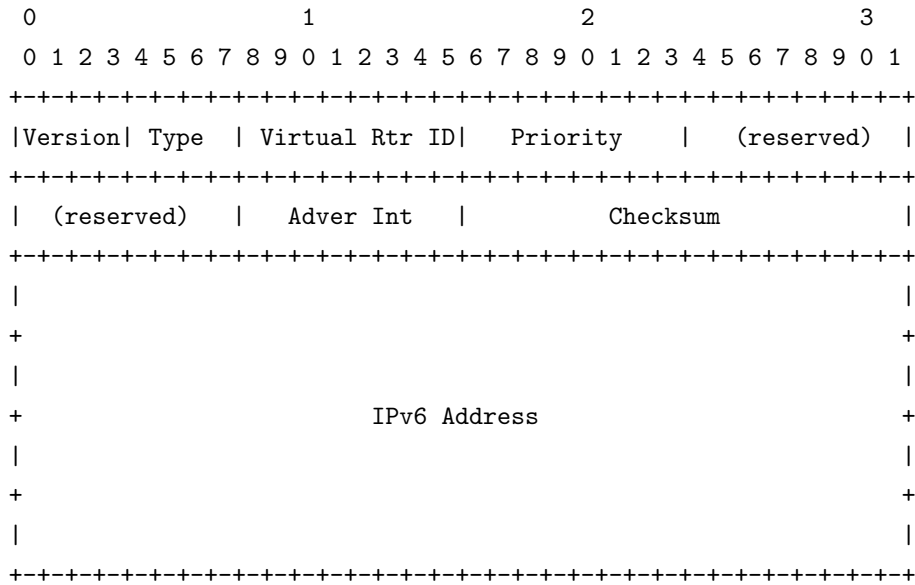 0                   1                   2                   3
 0 1 2 3 4 5 6 7 8 9 0 1 2 3 4 5 6 7 8 9 0 1 2 3 4 5 6 7 8 9 0 1
+-+-+-+-+-+-+-+-+-+-+-+-+-+-+-+-+-+-+-+-+-+-+-+-+-+-+-+-+-+-+-+-+
|Version| Type  | Virtual Rtr ID|   Priority    |   (reserved)  |
+-+-+-+-+-+-+-+-+-+-+-+-+-+-+-+-+-+-+-+-+-+-+-+-+-+-+-+-+-+-+-+-+
|  (reserved)   |   Adver Int   |          Checksum             |
+-+-+-+-+-+-+-+-+-+-+-+-+-+-+-+-+-+-+-+-+-+-+-+-+-+-+-+-+-+-+-+-+
|                                                               |
+                                                               +
|                                                               |
+                         IPv6 Address                          +
|                                                               |
+                                                               +
|                                                               |
+-+-+-+-+-+-+-+-+-+-+-+-+-+-+-+-+-+-+-+-+-+-+-+-+-+-+-+-+-+-+-+-+